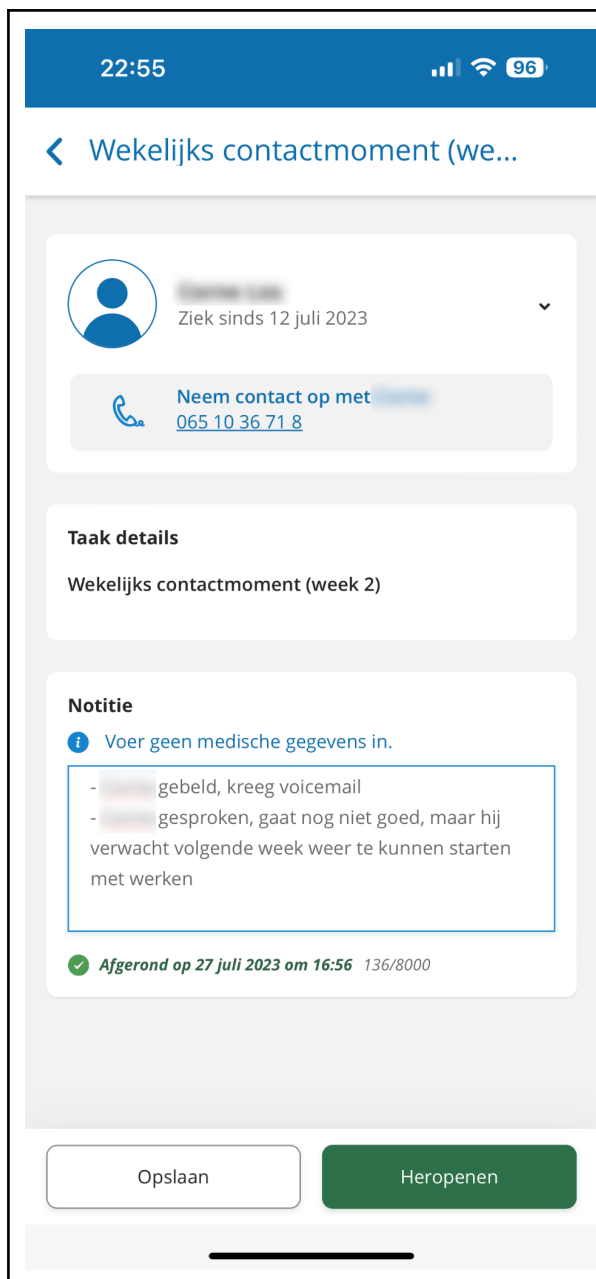 22:55
96
Wekelijks contactmoment (we...
Ziek sinds 12 juli 2023
Neem contact op met
065 10 36 71 8
Taak details
Wekelijks contactmoment (week 2)
Notitie
Voer geen medische gegevens in.
- gebeld, kreeg voicemail
- gesproken, gaat nog niet goed, maar hij
verwacht volgende week weer te kunnen starten
met werken
Afgerond op 27 juli 2023 om 16:56 136/8000
Opslaan
Heropenen